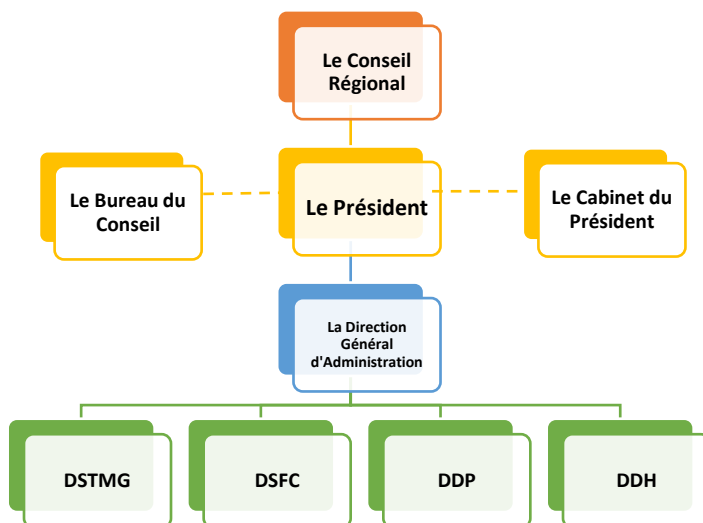 Le Conseil
Régional
Le Bureau du
Conseil
Le Président
Le Cabinet du
Président
La Direction
Général
d'Administration
DSTMG
DSFC
DDP
DDH